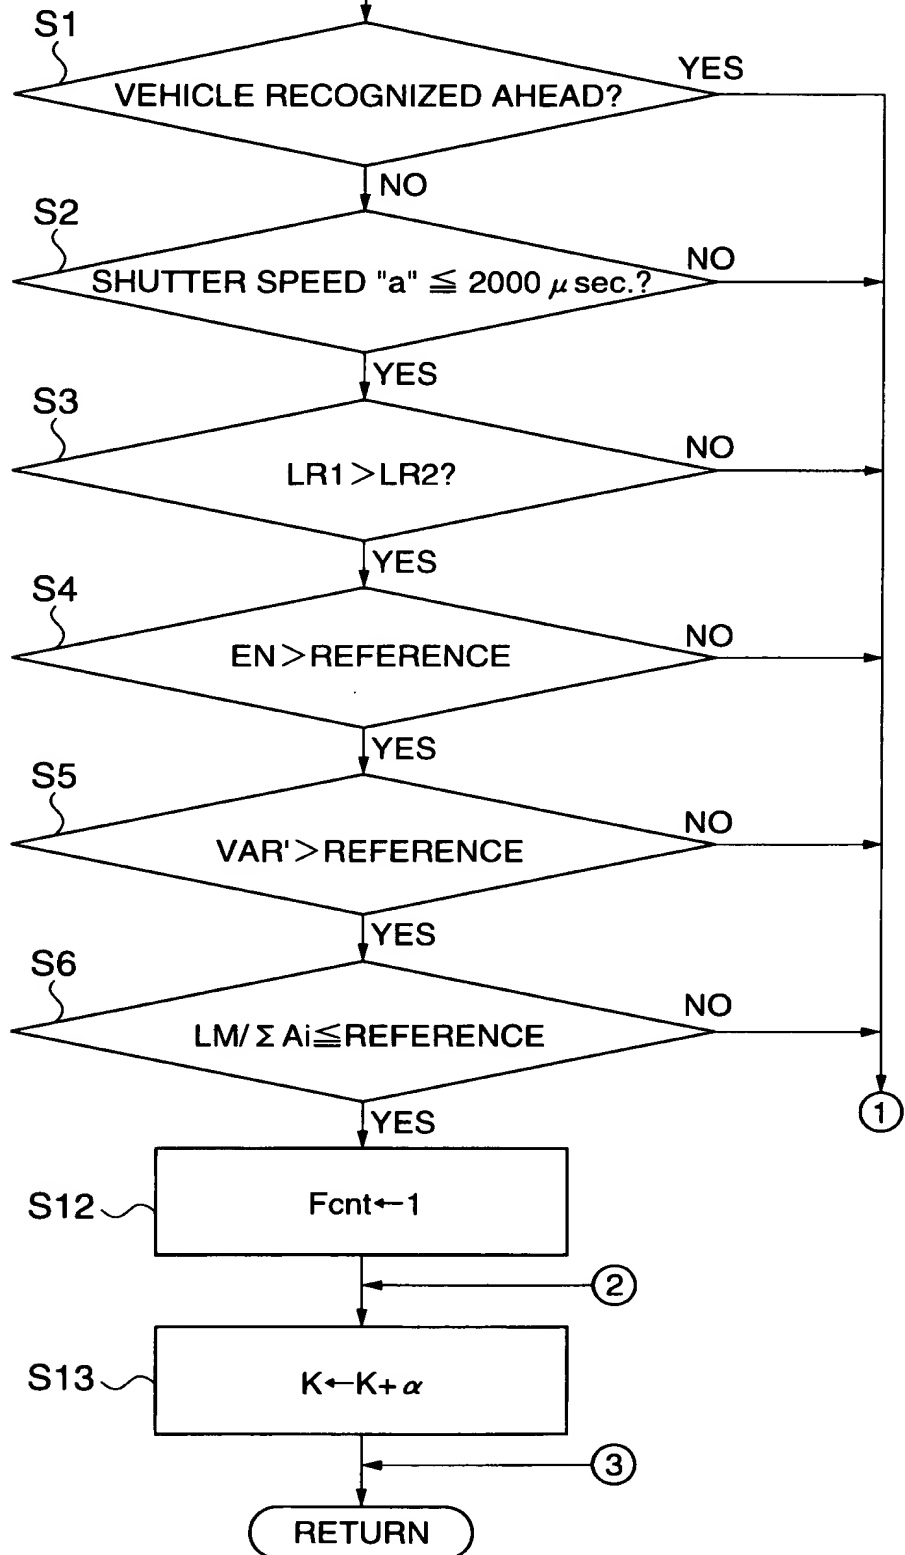 S1
VEHICLE RECOGNIZED AHEAD?
YES
NO
S2
SHUTTER SPEED "a" ≦ 2000 μsec.?
NO
YES
S3
LR1>LR2?
NO
YES
S4
EN>REFERENCE
NO
YES
S5
VAR'>REFERENCE
NO
YES
S6
LM/ΣAi≦REFERENCE
NO
1
YES
S12
Fcnt←1
2
S13
K←K+α
3
RETURN